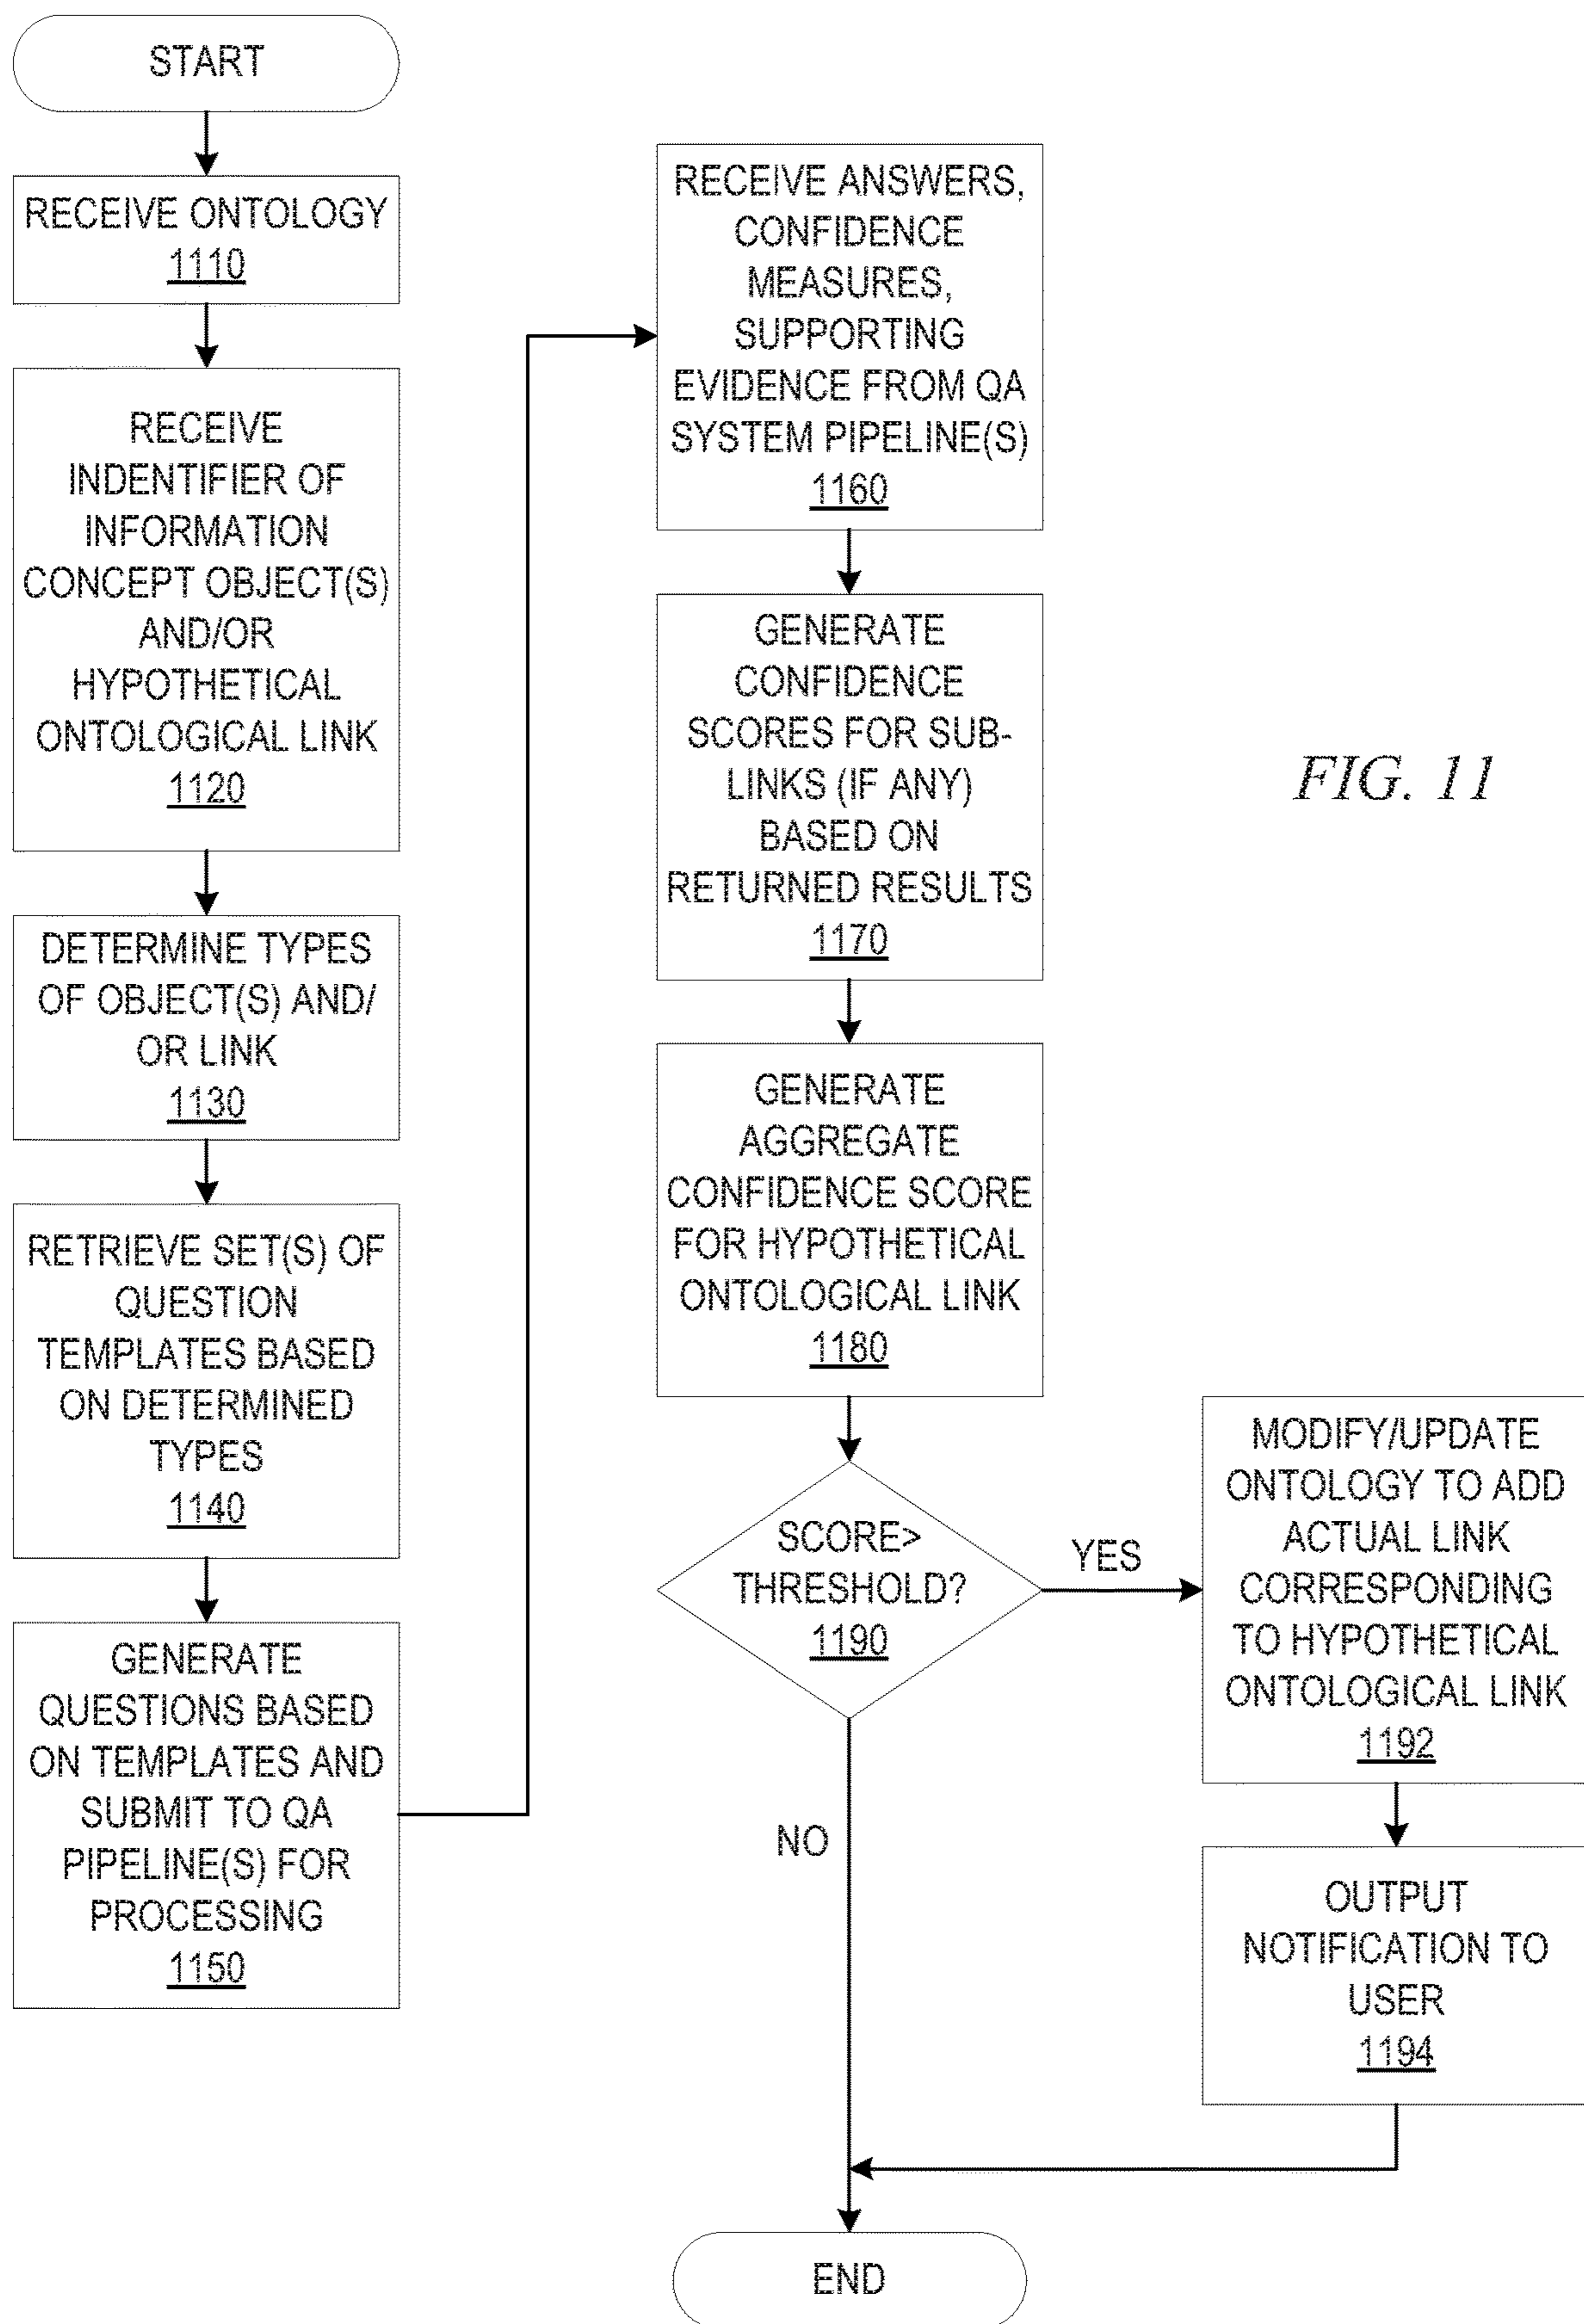 START
RECEIVE ONTOLOGY
1110
RECEIVE
INDENTIFIER OF
INFORMATION
CONCEPT OBJECT(S)
AND/OR
HYPOTHETICAL
ONTOLOGICAL LINK
1120
DETERMINE TYPES
OF OBJECT(S) AND/
OR LINK
1130
RETRIEVE SET(S) OF
QUESTION
TEMPLATES BASED
ON DETERMINED
TYPES
1140
GENERATE
QUESTIONS BASED
ON TEMPLATES AND
SUBMIT TO QA
PIPELINE(S) FOR
PROCESSING
1150
RECEIVE ANSWERS,
CONFIDENCE
MEASURES,
SUPPORTING
EVIDENCE FROM QA
SYSTEM PIPELINE(S)
1160
GENERATE
CONFIDENCE
SCORES FOR SUB-
LINKS (IF ANY)
BASED ON
RETURNED RESULTS
1170
GENERATE
AGGREGATE
CONFIDENCE SCORE
FOR HYPOTHETICAL
ONTOLOGICAL LINK
1180
SCORE>
THRESHOLD?
1190
YES
NO
MODIFY/UPDATE
ONTOLOGY TO ADD
ACTUAL LINK
CORRESPONDING
TO HYPOTHETICAL
ONTOLOGICAL LINK
1192
OUTPUT
NOTIFICATION TO
USER
1194
END
FIG. 11